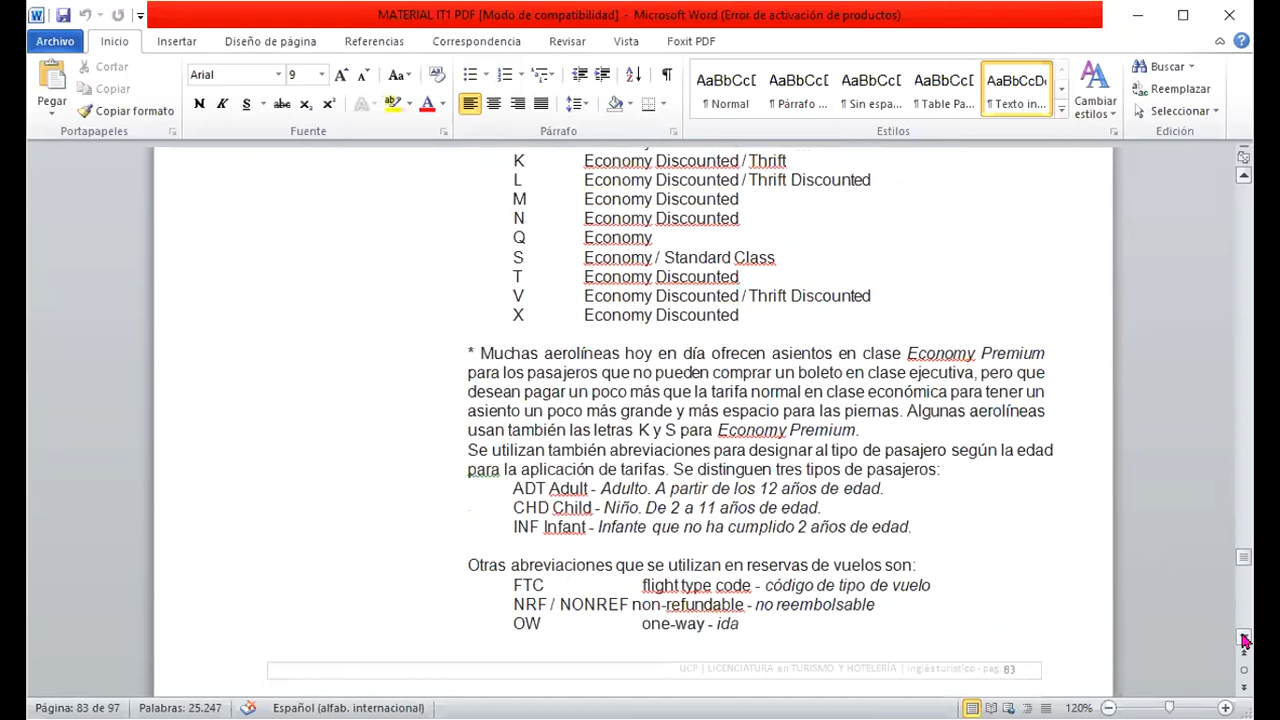 MATERIAL IT1 PDF [Modo de compatibilidad] - Microsoft Word (Error de activación de productos)
Archivo Inicio Insertar Diseño de página Referencias Correspondencia Revisar Vista Foxit PDF
Pegar
Cortar
Copiar
Copiar formato
Portapapeles
Arial 9
N K S abc x₂ x² A ab A
Fuente
Párrafo
AaBbCc[ AaBbCc[ AaBbCc[ AaBbCc[ AaBbCcD
¶ Normal ¶ Párrafo ... ¶ Sin espa... ¶ Table Pa... ¶ Texto in...
Cambiar estilos
Estilos
Buscar
Reemplazar
Seleccionar
Edición
K Economy Discounted / Thrift
L Economy Discounted / Thrift Discounted
M Economy Discounted
N Economy Discounted
Q Economy
S Economy / Standard Class
T Economy Discounted
V Economy Discounted / Thrift Discounted
X Economy Discounted
* Muchas aerolíneas hoy en día ofrecen asientos en clase Economy Premium
para los pasajeros que no pueden comprar un boleto en clase ejecutiva, pero que
desean pagar un poco más que la tarifa normal en clase económica para tener un
asiento un poco más grande y más espacio para las piernas. Algunas aerolíneas
usan también las letras K y S para Economy Premium.
Se utilizan también abreviaciones para designar al tipo de pasajero según la edad
para la aplicación de tarifas. Se distinguen tres tipos de pasajeros:
ADT Adult - Adulto. A partir de los 12 años de edad.
CHD Child - Niño. De 2 a 11 años de edad.
INF Infant - Infante que no ha cumplido 2 años de edad.
Otras abreviaciones que se utilizan en reservas de vuelos son:
FTC flight type code - código de tipo de vuelo
NRF / NONREF non-refundable - no reembolsable
OW one-way - ida
UCP | LICENCIATURA en TURISMO Y HOTELERÍA | inglés turístico - pag. 83
Página: 83 de 97 Palabras: 25.247 Español (alfab. internacional) 120%